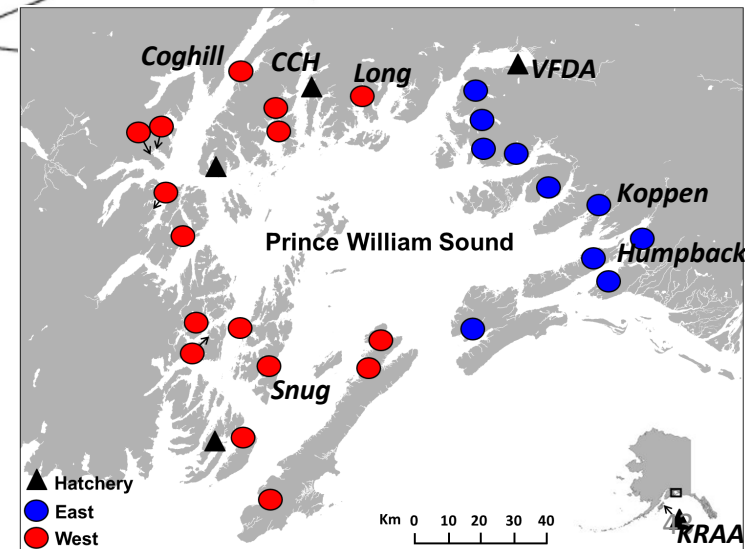 Coghill
CCH
Long
VFDA
Koppen
Prince William Sound
Humpback
Snug
Hatchery
East
West
Km 0 10 20 30 40
KRAA